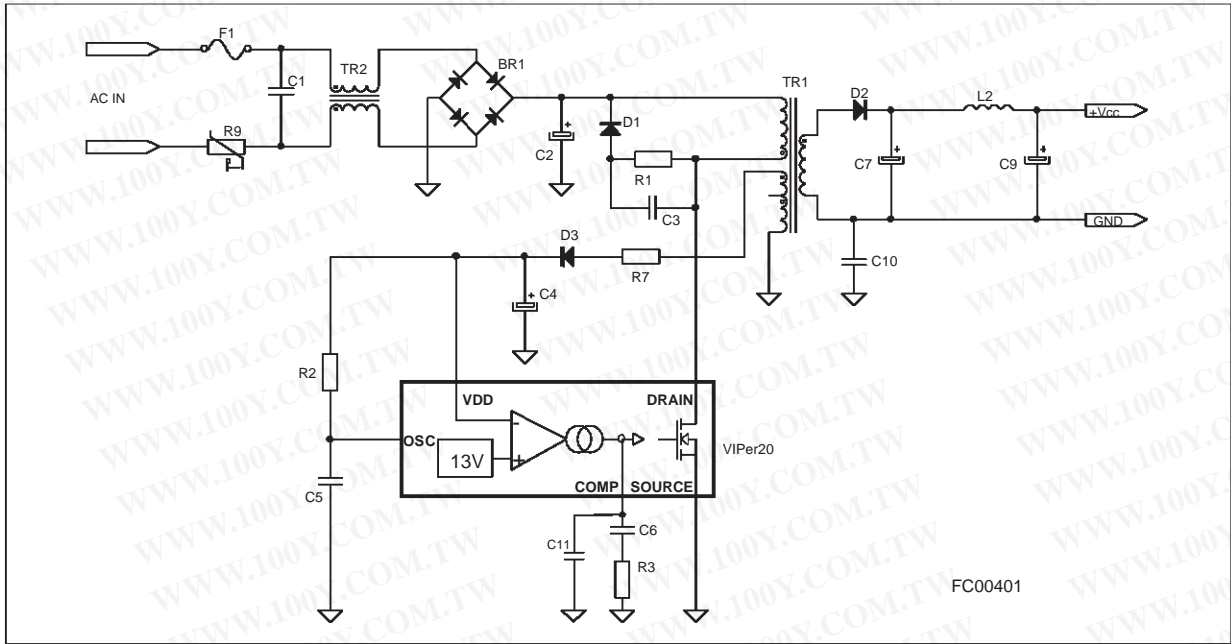 F1
TR2
BR1
C1
AC IN
R9
C2
D1
R1
C3
TR1
D2
L2
+Vcc
C7
C9
GND
C10
D3
R7
C4
R2
VDD
DRAIN
OSC
-
13V
+
VIPer20
COMP
SOURCE
C5
C11
C6
R3
FC00401
WWW.100Y.COM.TW